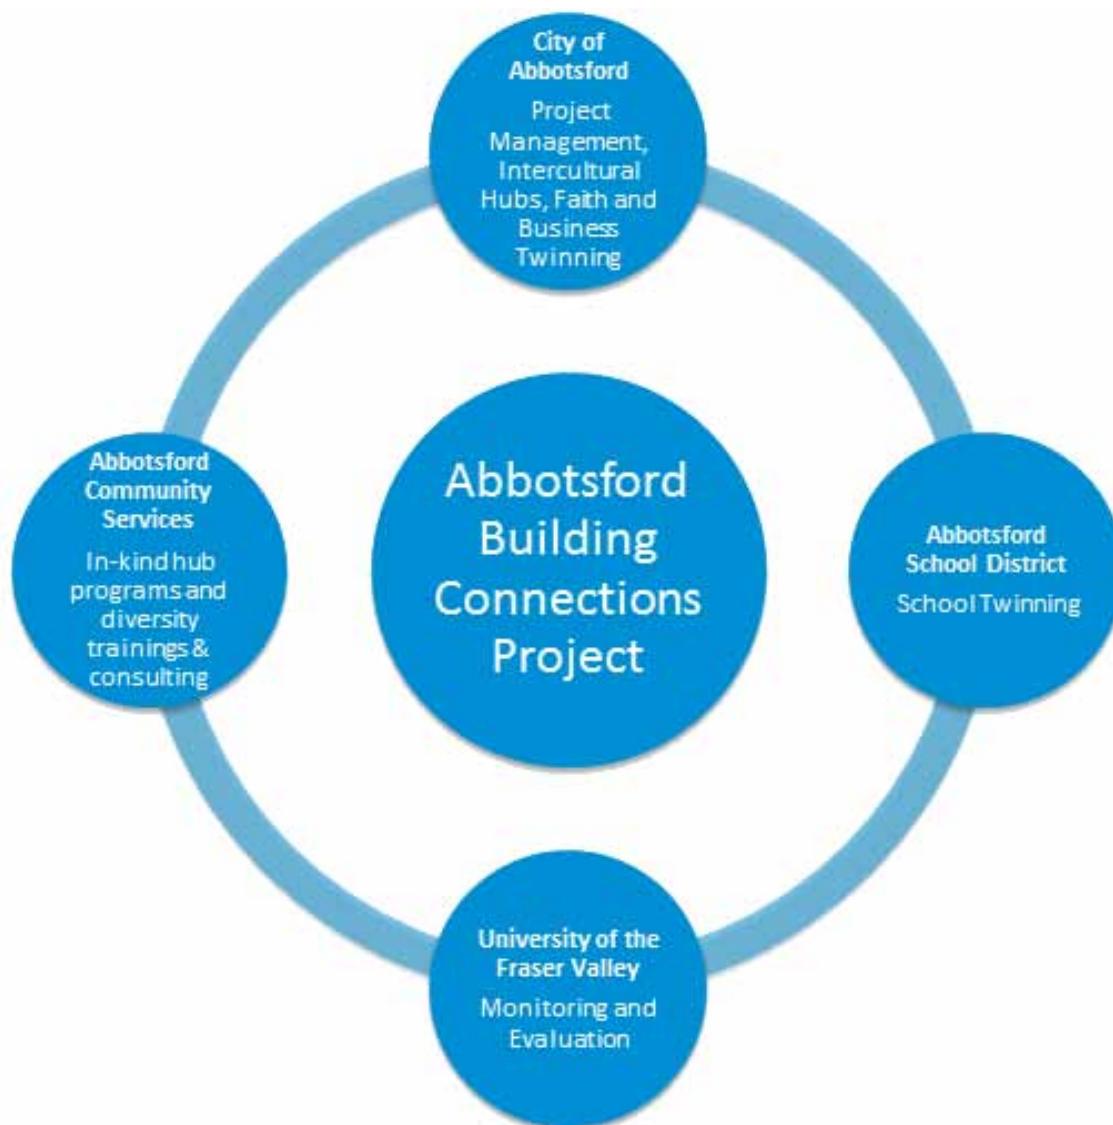 City of
Abbotsford
Project
Management,
Intercultural
Hubs, Faith and
Business
Twinning
Abbotsford
Community
Services
In-kind hub
programs and
diversity
trainings &
consulting
Abbotsford
Building
Connections
Project
Abbotsford
School District
School Twinning
University of the
Fraser Valley
Monitoring and
Evaluation